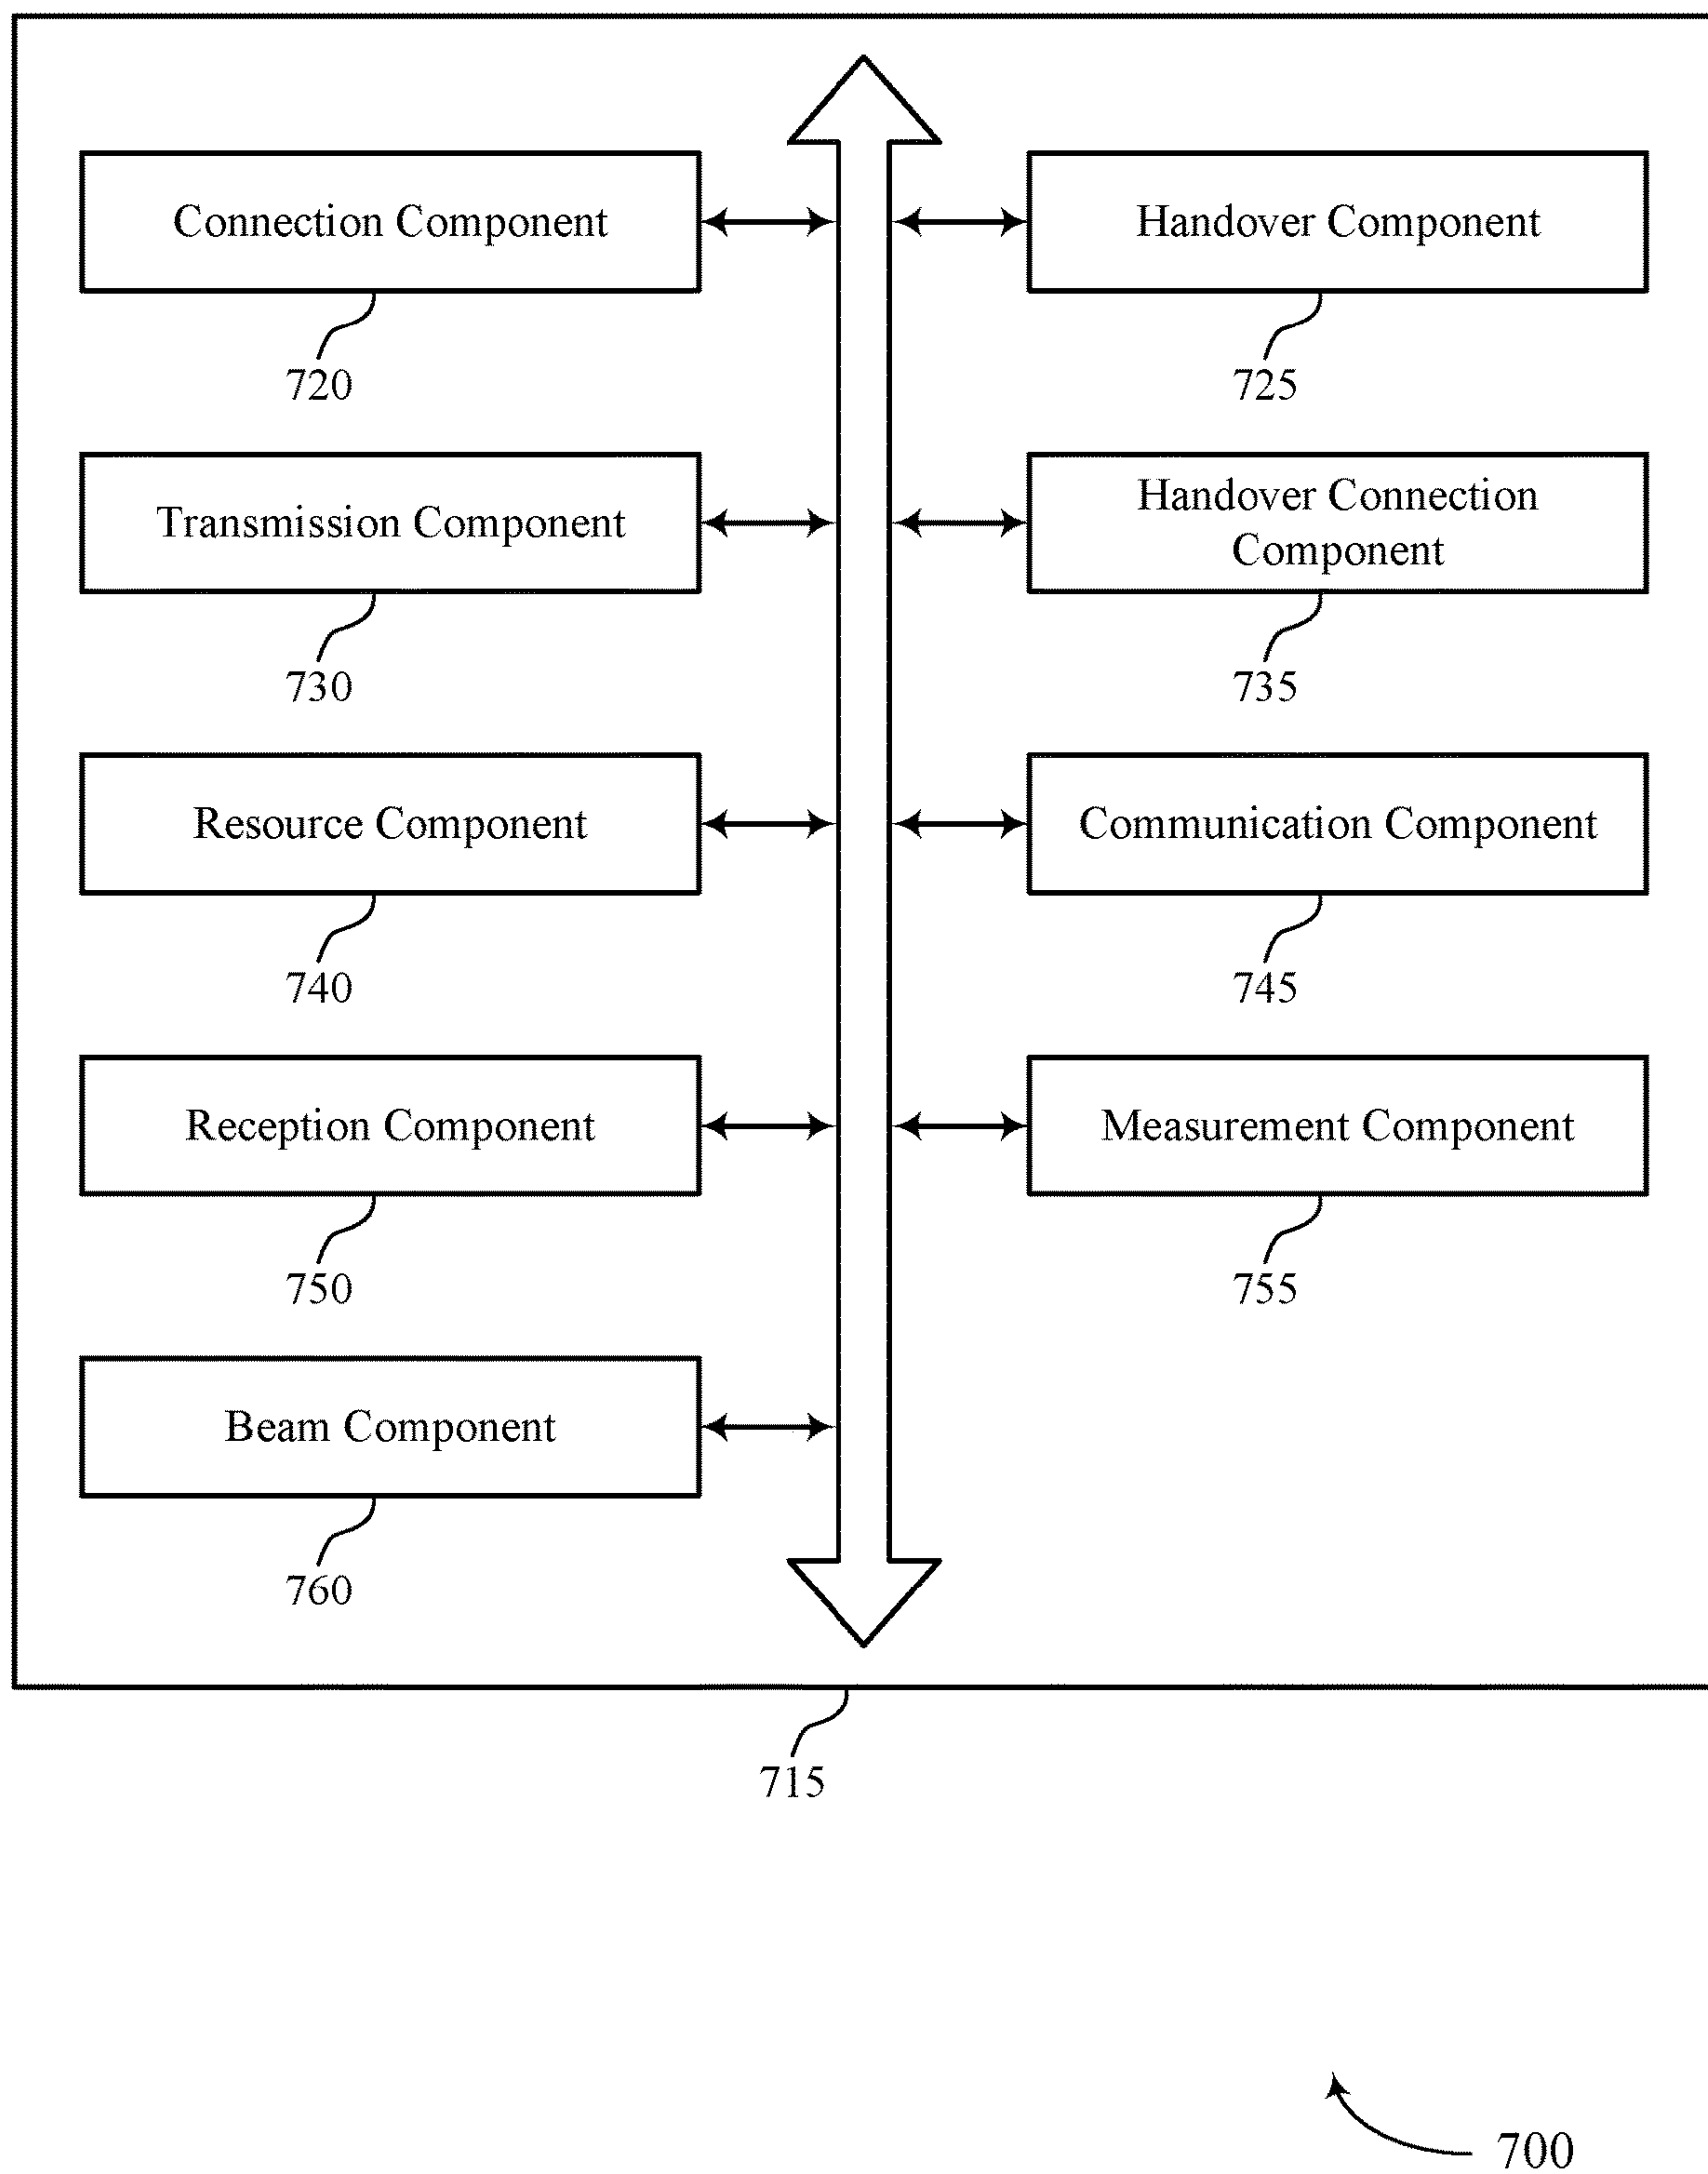 Connection Component
Handover Component
720
725
Transmission Component
Handover Connection
Component
730
735
Resource Component
Communication Component
740
745
Reception Component
Measurement Component
750
755
Beam Component
760
715
700